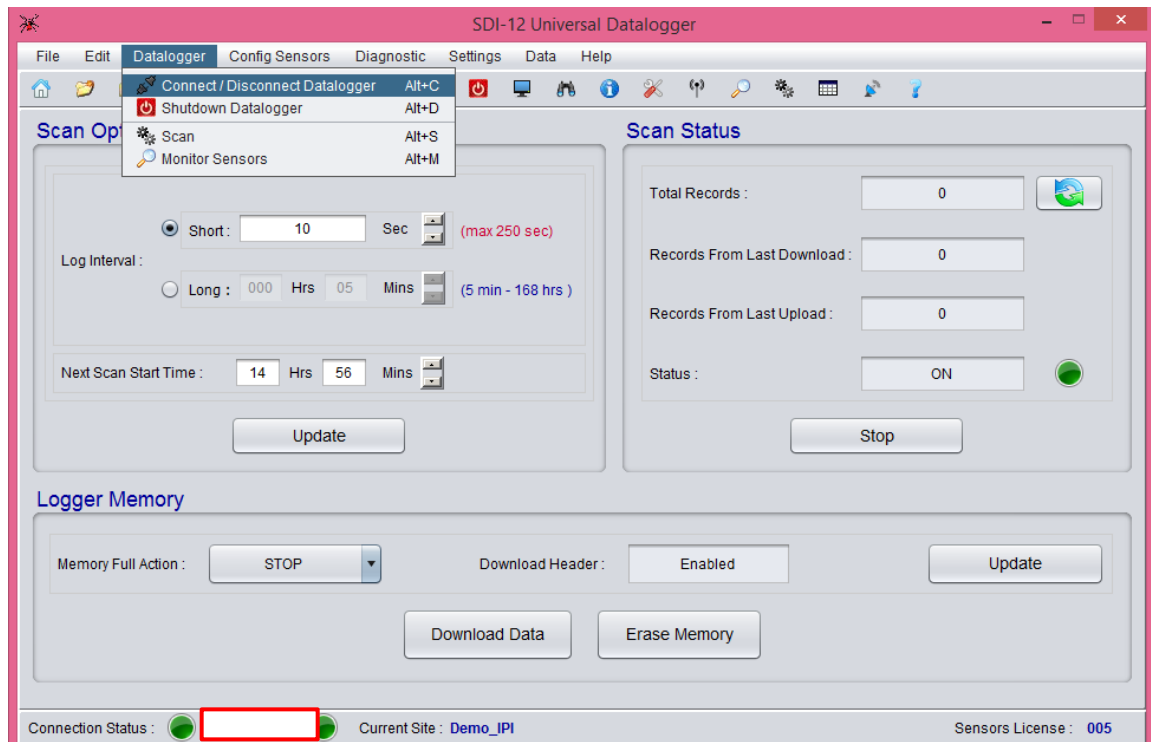 SDI-12 Universal Datalogger
File Edit Datalogger Config Sensors Diagnostic Settings Data Help
Connect / Disconnect Datalogger Alt+C
Shutdown Datalogger Alt+D
Scan Alt+S
Monitor Sensors Alt+M
Scan Opt
Log Interval :
Short : 10 Sec (max 250 sec)
Long : 000 Hrs 05 Mins (5 min - 168 hrs )
Next Scan Start Time : 14 Hrs 56 Mins
Update
Scan Status
Total Records : 0
Records From Last Download : 0
Records From Last Upload : 0
Status : ON
Stop
Logger Memory
Memory Full Action : STOP Download Header : Enabled Update
Download Data Erase Memory
Connection Status : Current Site : Demo_IPI Sensors License : 005